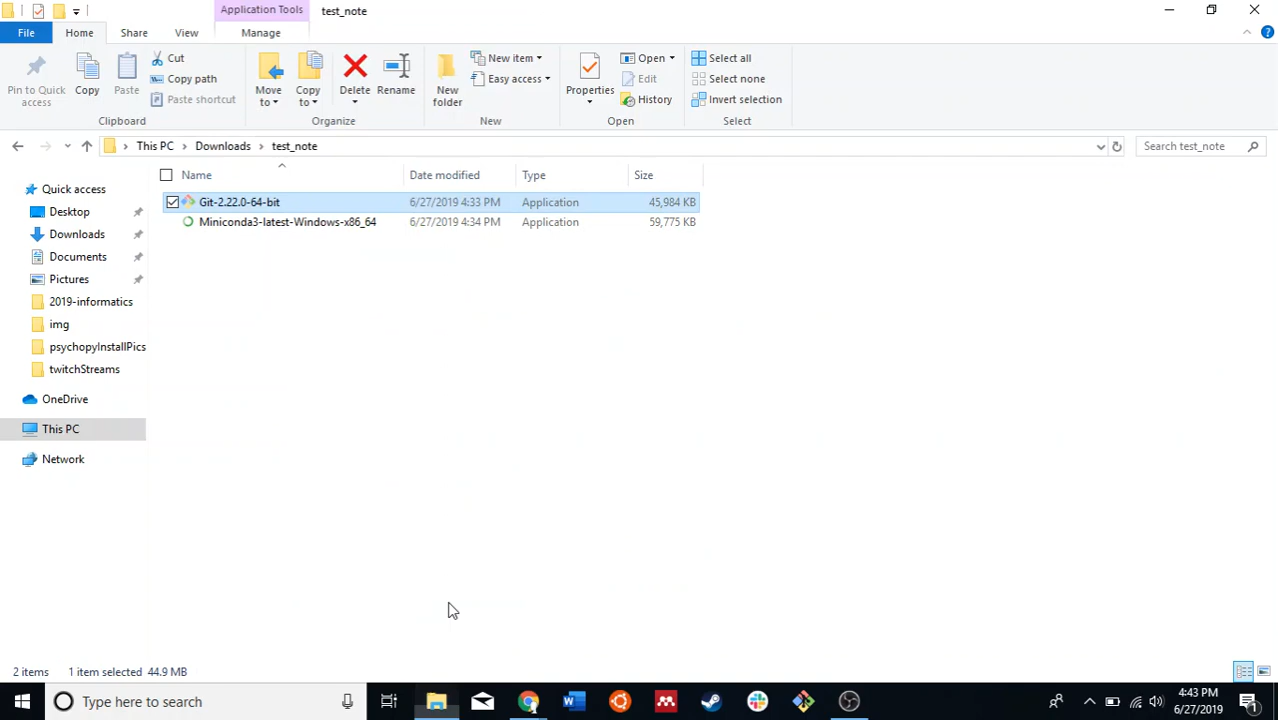 Application Tools
test_note
File
Home
Share
View
Manage
Pin to Quick access
Copy
Paste
Cut
Copy path
Paste shortcut
Clipboard
Move to
Copy to
Delete
Rename
Organize
New folder
New item
Easy access
New
Properties
Open
Edit
History
Open
Select all
Select none
Invert selection
Select
This PC
Downloads
test_note
Search test_note
Name
Date modified
Type
Size
Git-2.22.0-64-bit
6/27/2019 4:33 PM
Application
45,984 KB
Miniconda3-latest-Windows-x86_64
6/27/2019 4:34 PM
Application
59,775 KB
Quick access
Desktop
Downloads
Documents
Pictures
2019-informatics
img
psychopyInstallPics
twitchStreams
OneDrive
This PC
Network
2 items
1 item selected 44.9 MB
Type here to search
4:43 PM
6/27/2019
1